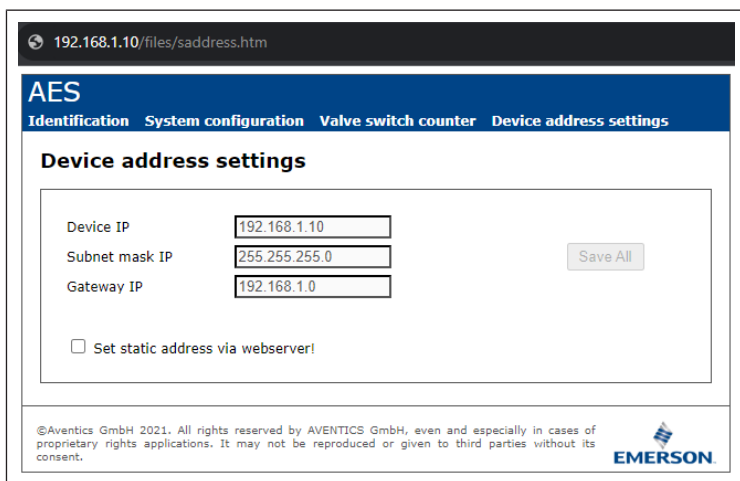 192.168.1.10/files/saddress.htm
AES
Identification System configuration Valve switch counter Device address settings
Device address settings
Device IP 192.168.1.10
Subnet mask IP 255.255.255.0 Save All
Gateway IP 192.168.1.0
Set static address via webserver!
©Aventics GmbH 2021. All rights reserved by AVENTICS GmbH, even and especially in cases of
proprietary rights applications. It may not be reproduced or given to third parties without its
consent.
EMERSON.